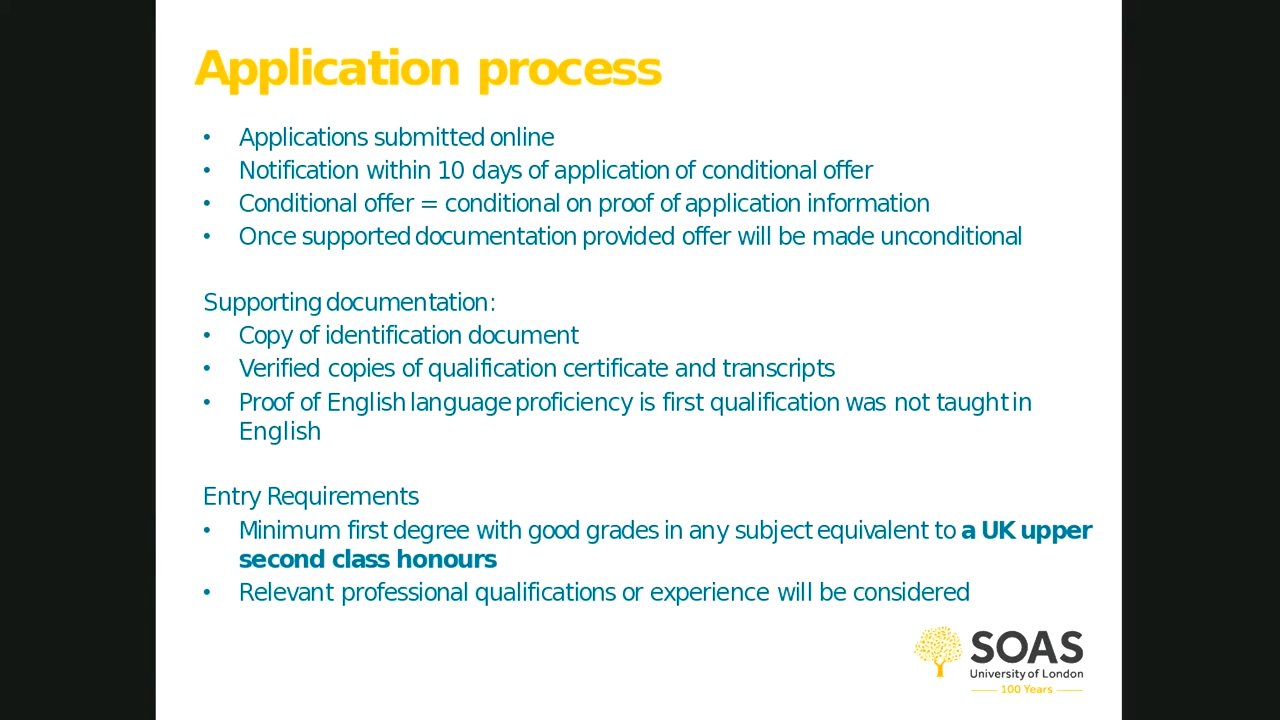 Application process
• Applications submitted online
• Notification within 10 days of application of conditional offer
• Conditional offer = conditional on proof of application information
• Once supported documentation provided offer will be made unconditional
Supporting documentation:
• Copy of identification document
• Verified copies of qualification certificate and transcripts
• Proof of English language proficiency is first qualification was not taught in
English
Entry Requirements
• Minimum first degree with good grades in any subject equivalent to a UK upper
second class honours
• Relevant professional qualifications or experience will be considered
SOAS
University of London
100 Years